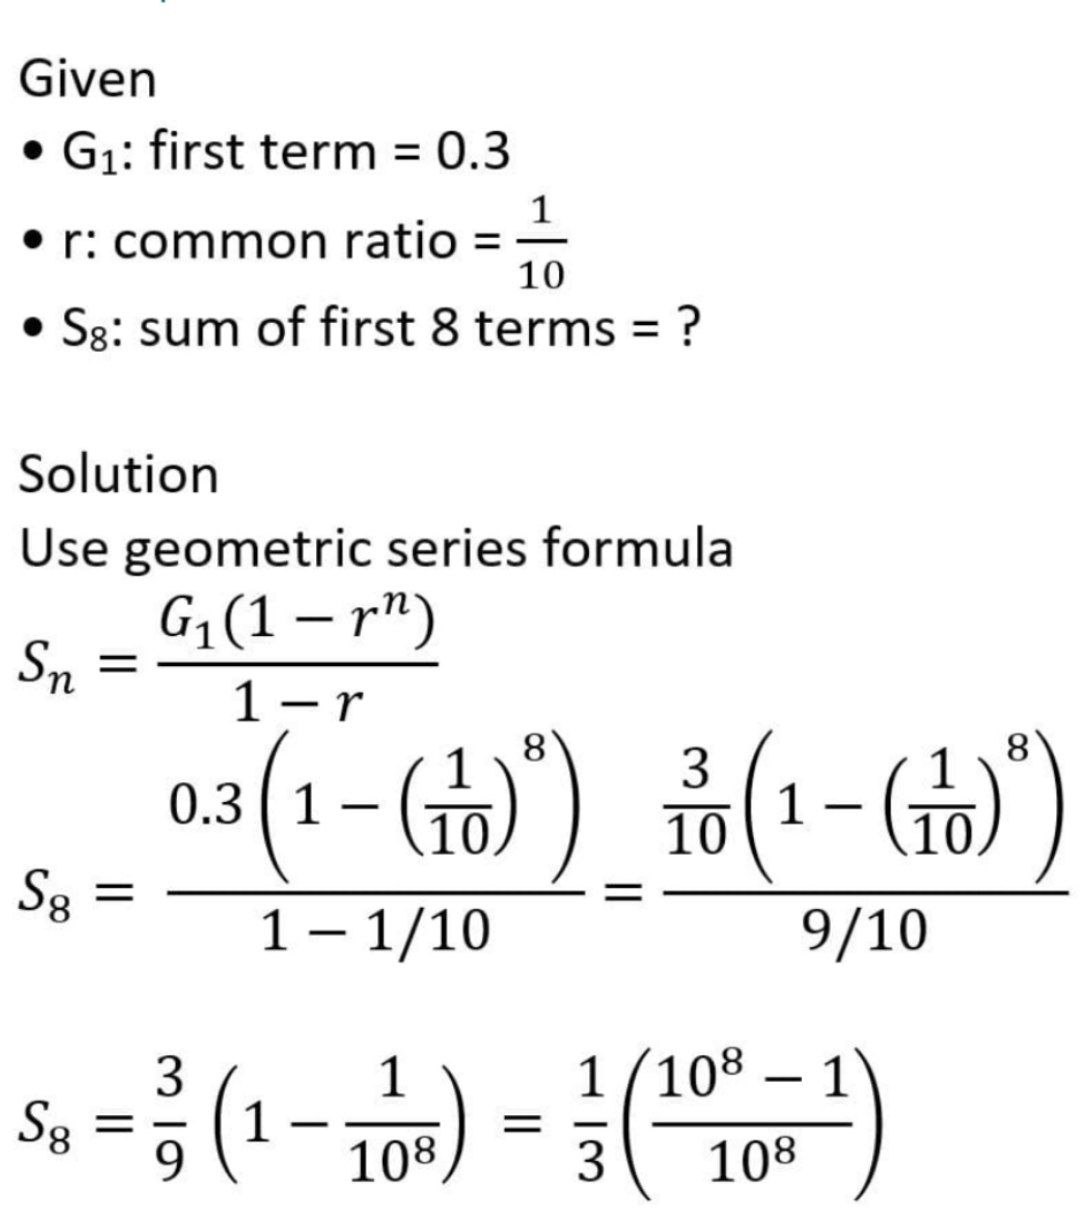 Given
• G₁: first term = 0.3
• r: common ratio = 1/10
• S₈: sum of first 8 terms = ?
Solution
Use geometric series formula
Sₙ = G₁(1 − rⁿ) / 1 − r
S₈ = 0.3(1 − (1/10)⁸) / 1 − 1/10 = 3/10(1 − (1/10)⁸) / 9/10
S₈ = 3/9 (1 − 1/10⁸) = 1/3 (10⁸ − 1 / 10⁸)